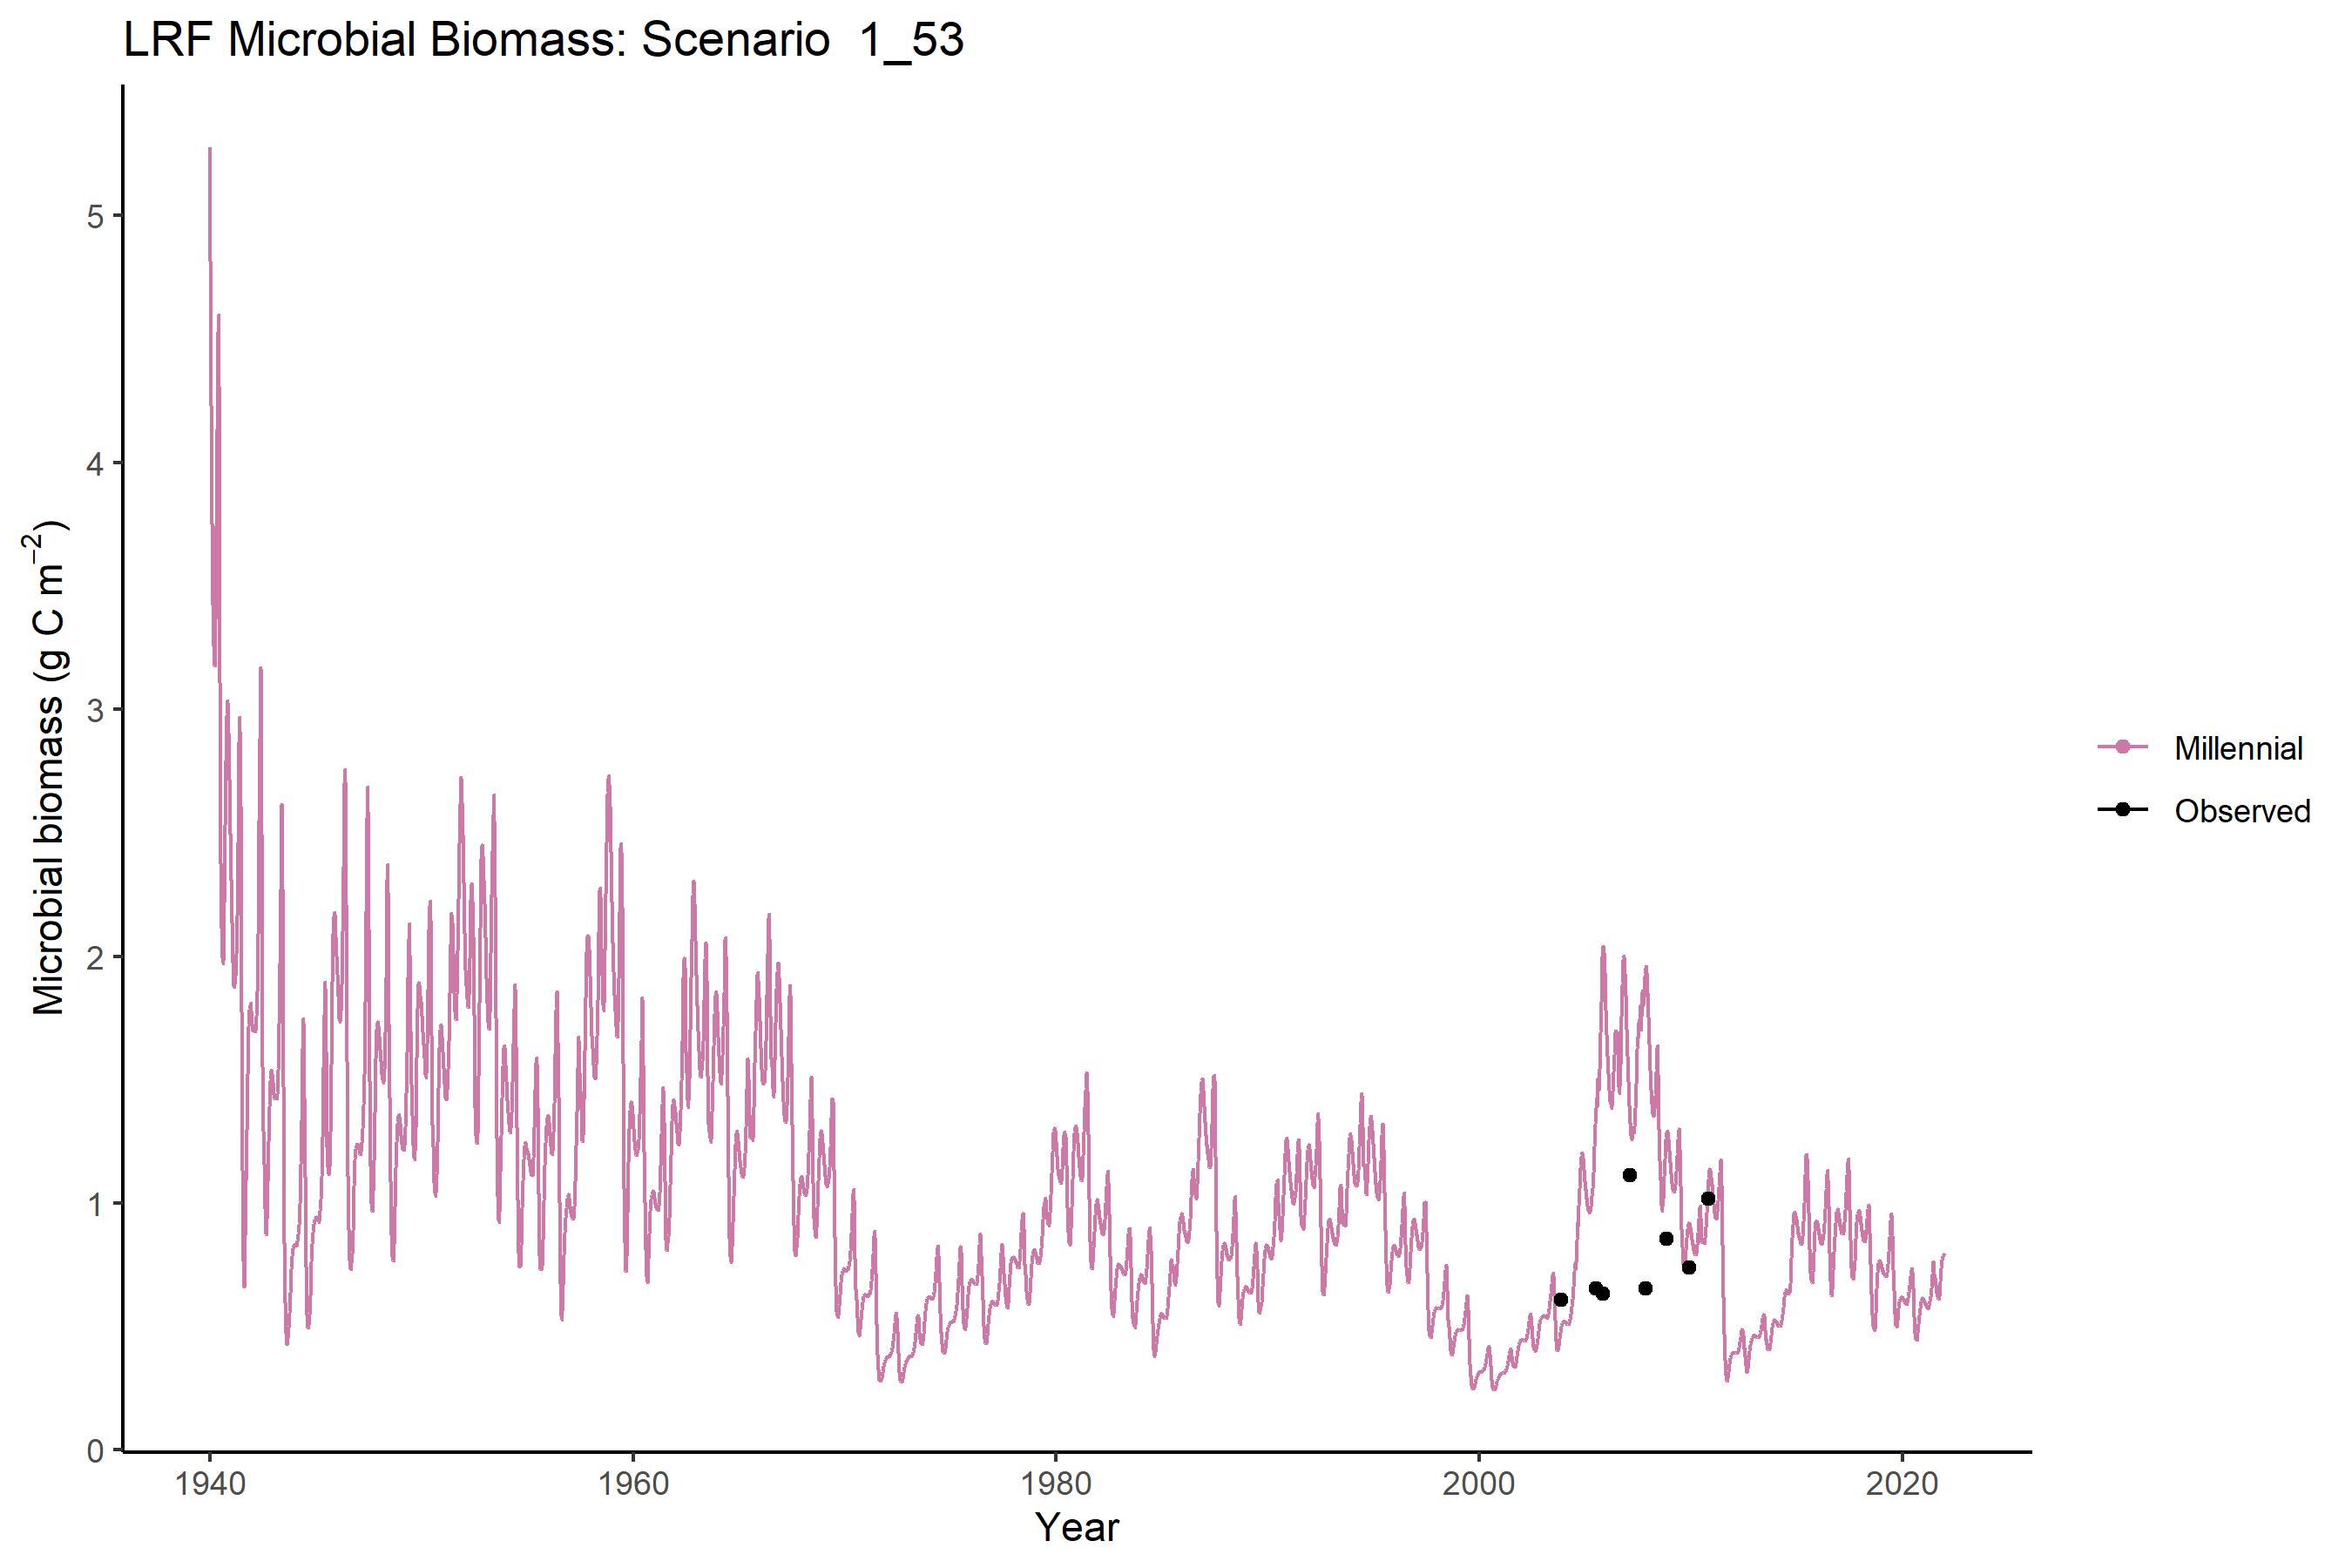 LRF Microbial Biomass: Scenario  1_53
Microbial biomass (g C m⁻²)
5
4
3
2
1
0
1940
1960
1980
2000
2020
Year
Millennial
Observed